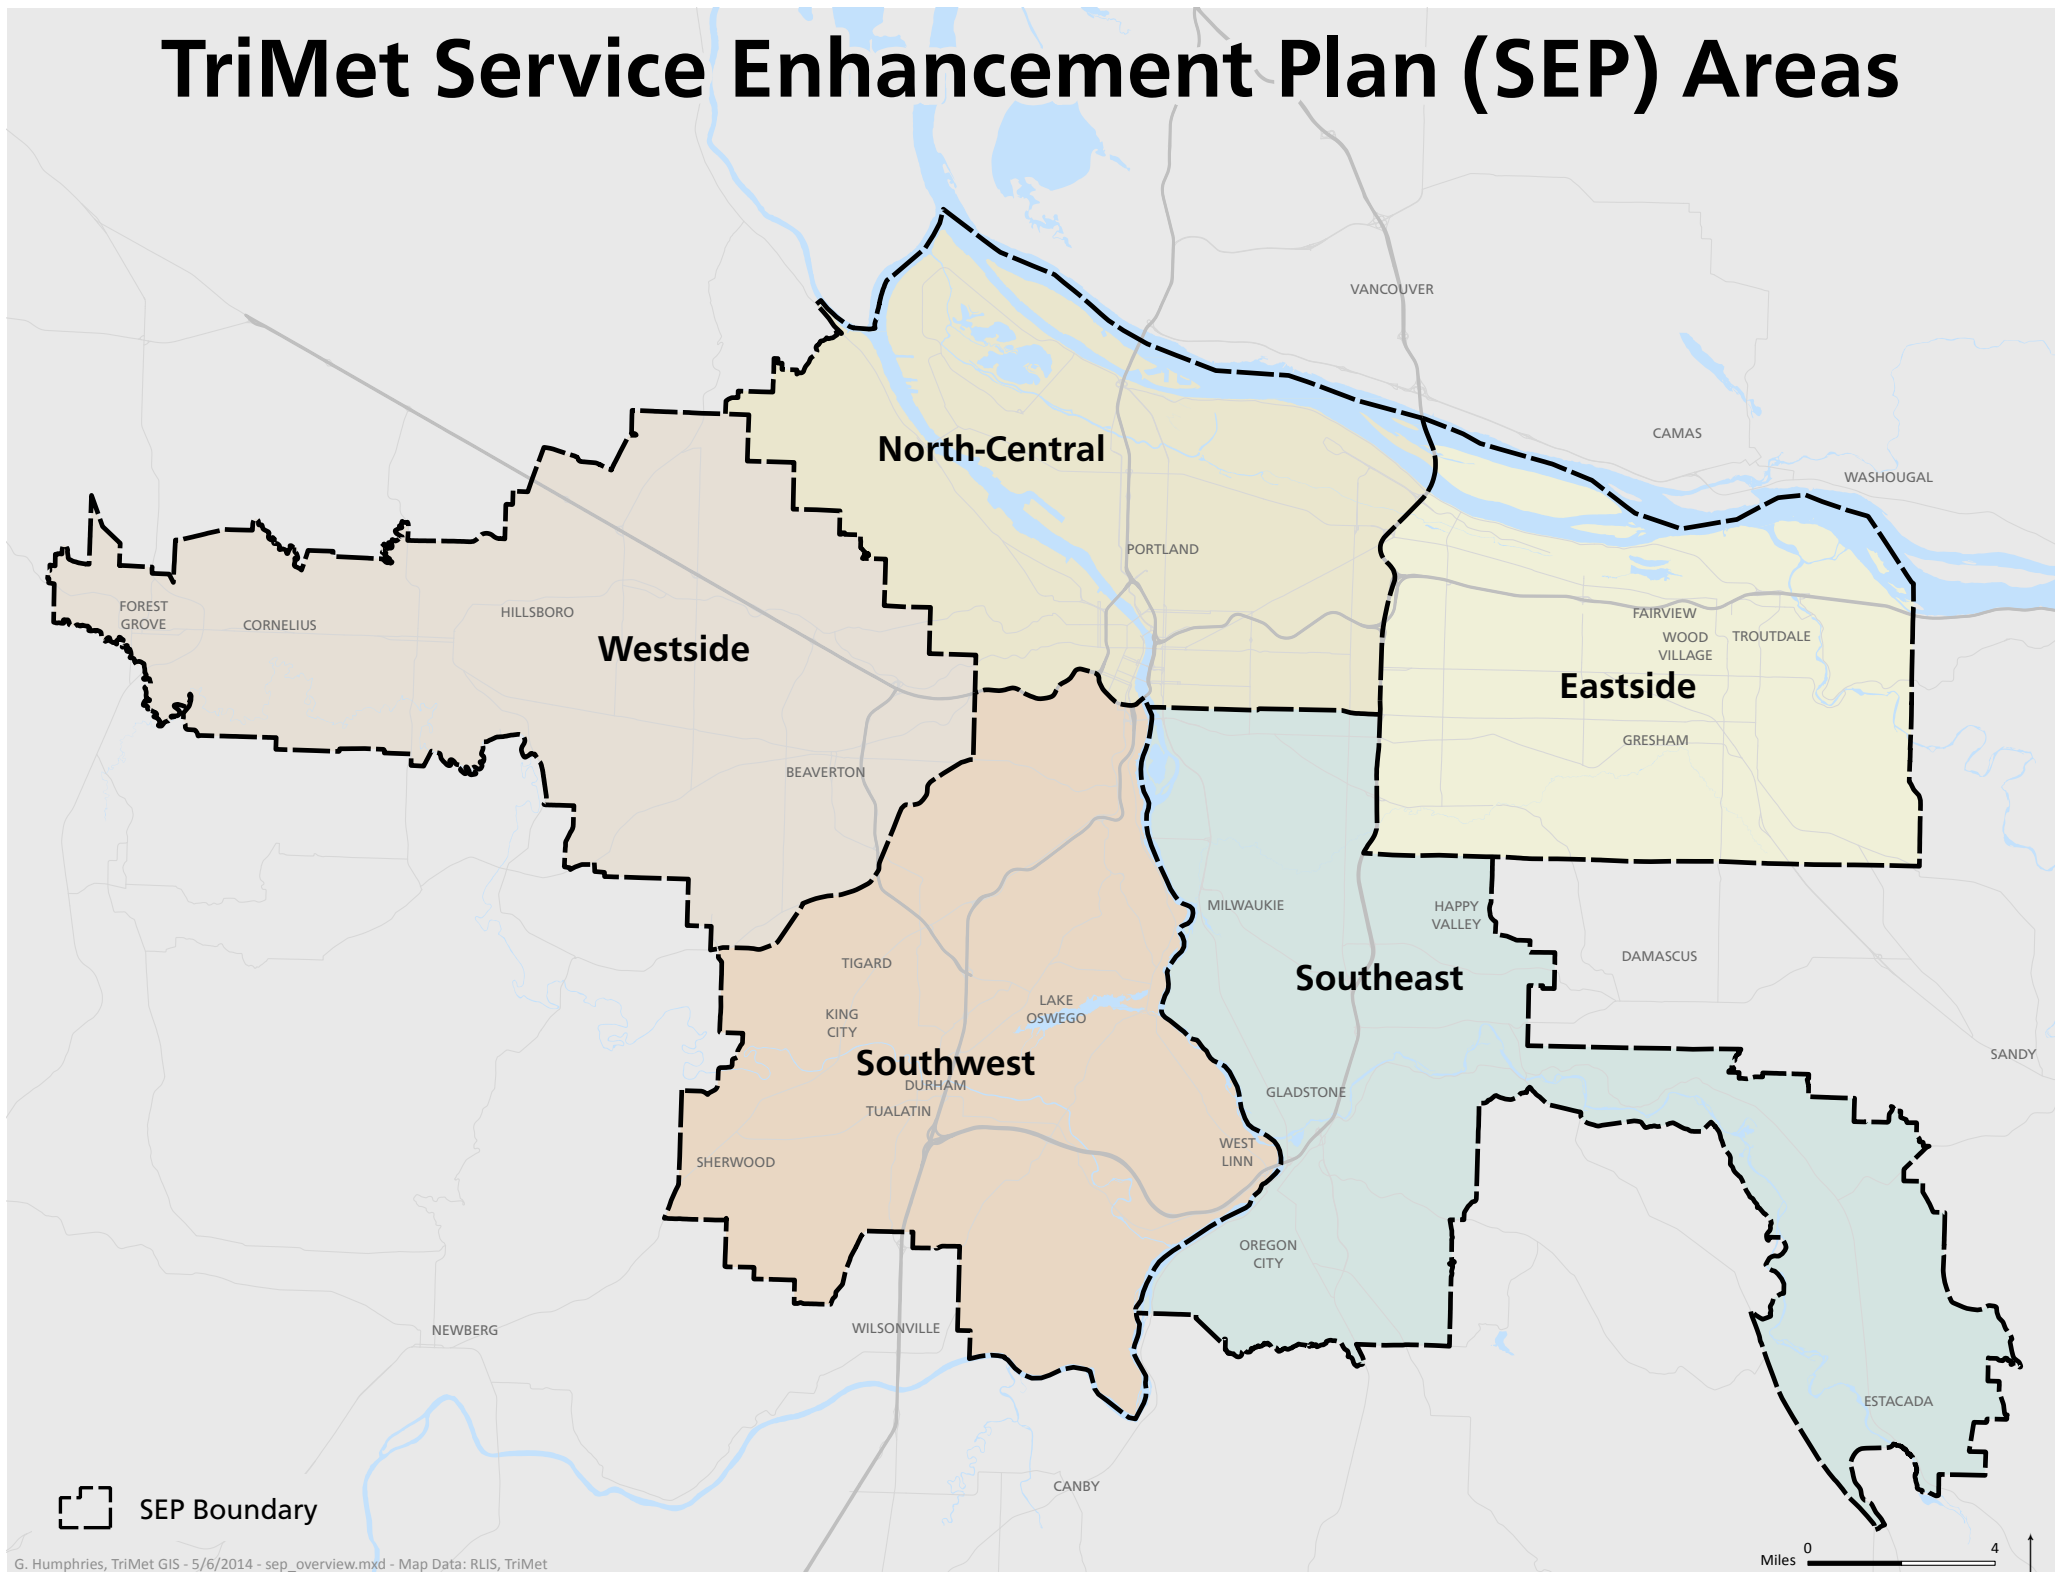 TriMet Service Enhancement Plan (SEP) Areas
VANCOUVER
CAMAS
North-Central
WASHOUGAL
PORTLAND
FOREST
GROVE
CORNELIUS
HILLSBORO
Westside
FAIRVIEW
WOOD
VILLAGE
TROUTDALE
Eastside
GRESHAM
BEAVERTON
MILWAUKIE
HAPPY
VALLEY
DAMASCUS
TIGARD
Southeast
LAKE
OSWEGO
KING
CITY
Southwest
SANDY
DURHAM
GLADSTONE
TUALATIN
WEST
LINN
SHERWOOD
OREGON
CITY
NEWBERG
WILSONVILLE
ESTACADA
CANBY
SEP Boundary
G. Humphries, TriMet GIS - 5/6/2014 - sep_overview.mxd - Map Data: RLIS, TriMet
0 4
Miles